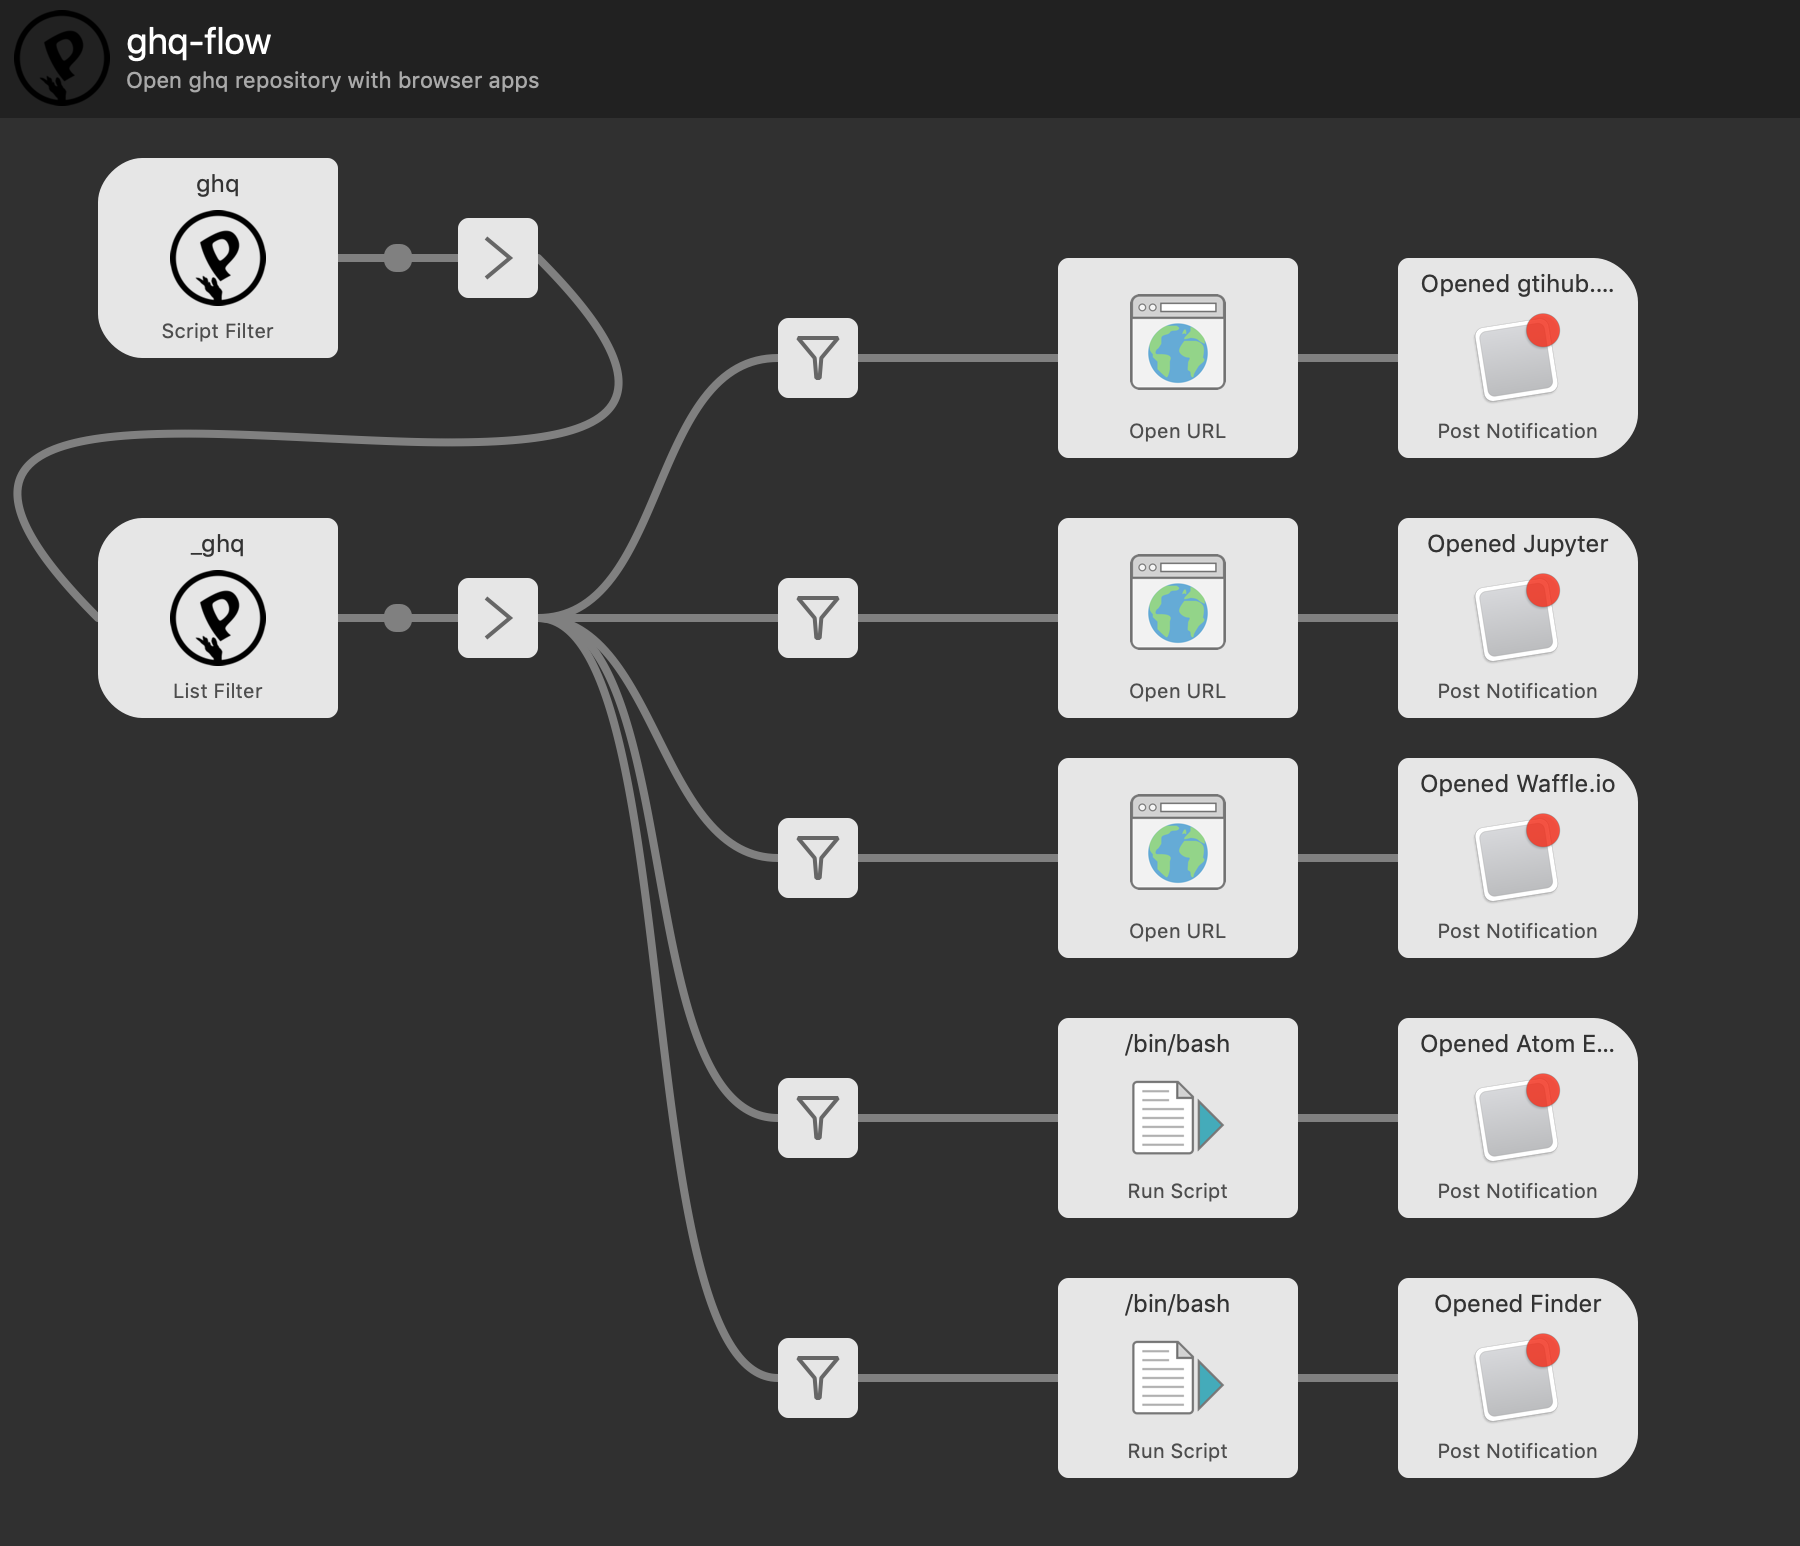 ghq-flow
Open ghq repository with browser apps
ghq
Script Filter
_ghq
List Filter
Open URL
Opened gtihub....
Post Notification
Open URL
Opened Jupyter
Post Notification
Open URL
Opened Waffle.io
Post Notification
/bin/bash
Run Script
Opened Atom E...
Post Notification
/bin/bash
Run Script
Opened Finder
Post Notification